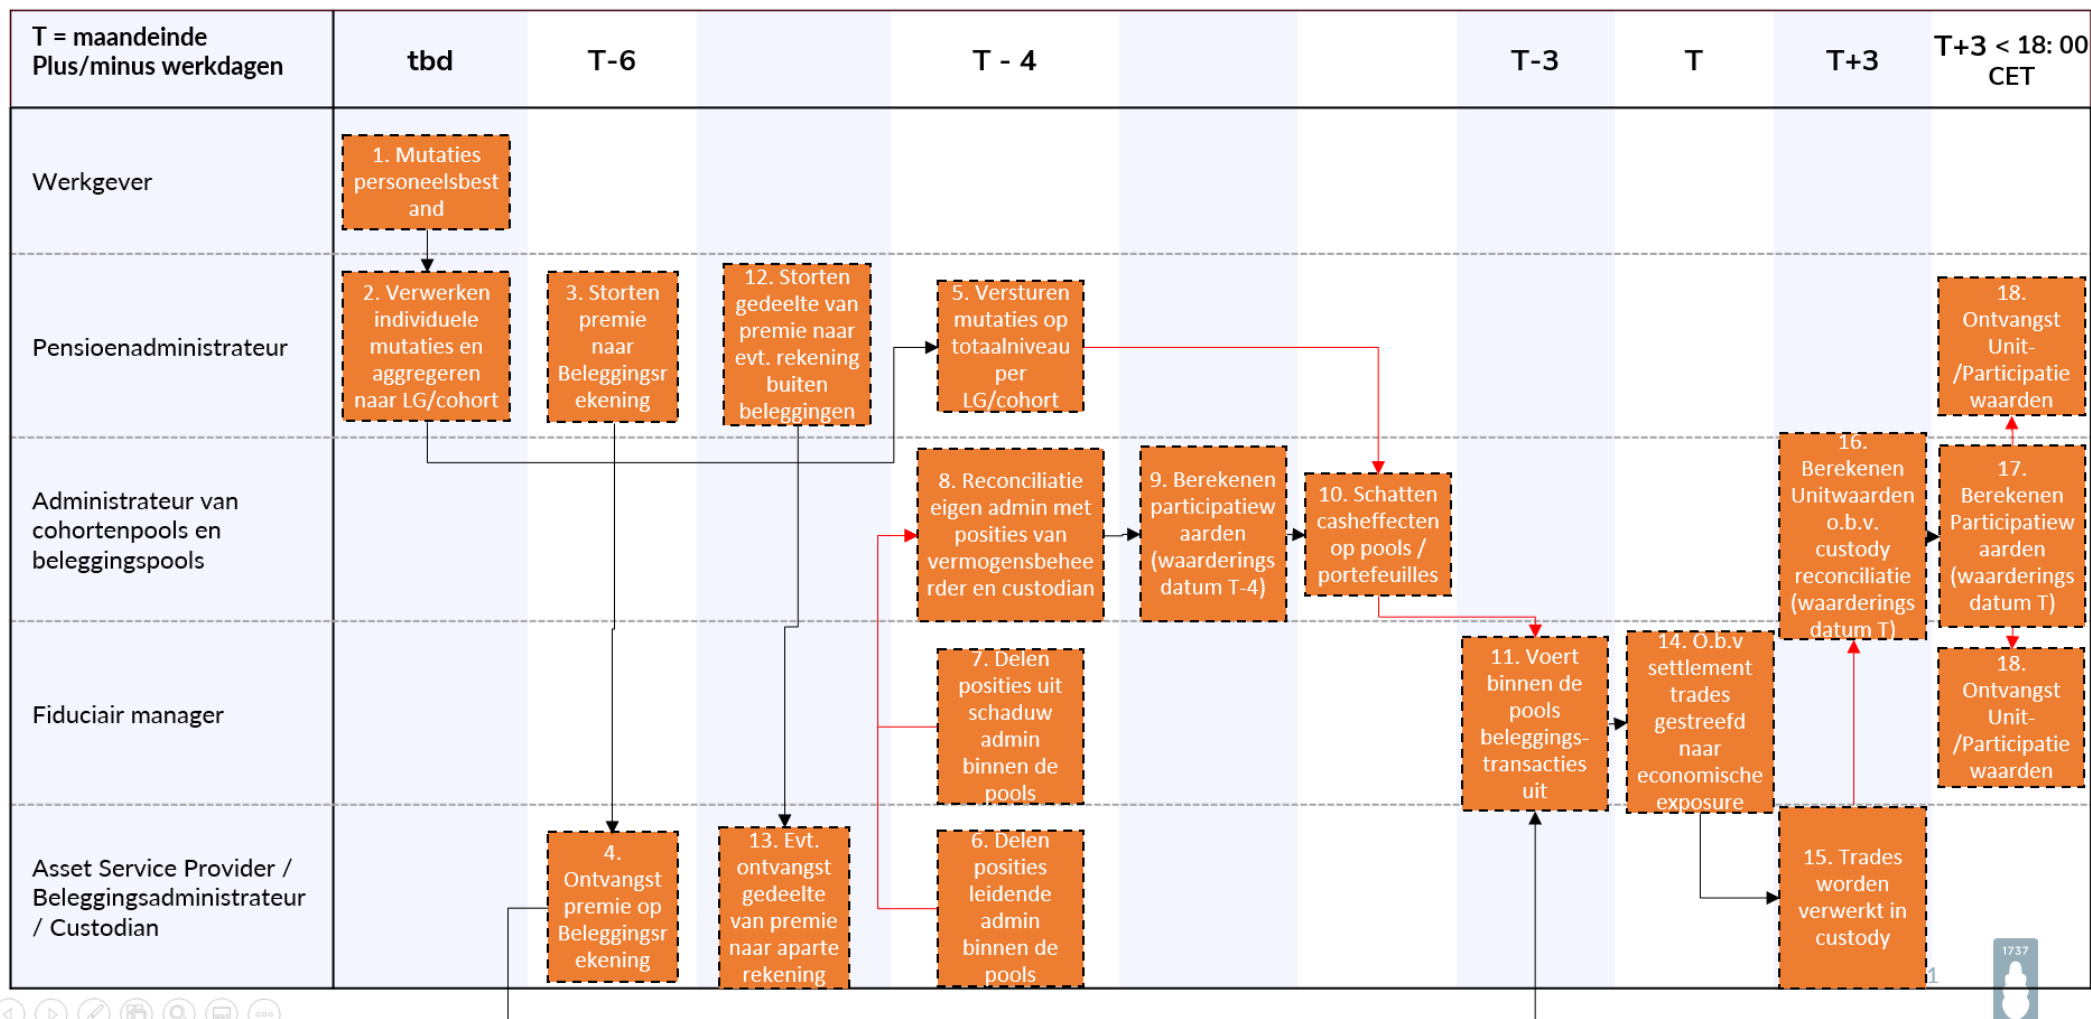 T = maandeinde
Plus/minus werkdagen
tbd
T-6
T - 4
T-3
T
T+3
T+3 < 18: 00
CET
Werkgever
1. Mutaties
personeelsbest
and
Pensioenadministrateur
2. Verwerken
individuele
mutaties en
aggregeren
naar LG/cohort
3. Storten
premie
naar
Beleggingsr
ekening
12. Storten
gedeelte van
premie naar
evt. rekening
buiten
beleggingen
5. Versturen
mutaties op
totaalniveau
per
LG/cohort
18.
Ontvangst
Unit-
/Participatie
waarden
Administrateur van
cohortenpools en
beleggingspools
8. Reconciliatie
eigen admin met
posities van
vermogensbehee
rder en custodian
9. Berekenen
participatiew
aarden
(waarderings
datum T-4)
10. Schatten
casheffecten
op pools /
portefeuilles
16.
Berekenen
Unitwaarden
o.b.v.
custody
reconciliatie
(waarderings
datum T)
17.
Berekenen
Participatiew
aarden
(waarderings
datum T)
Fiduciair manager
7. Delen
posities uit
schaduw
admin
binnen de
pools
11. Voert
binnen de
pools
beleggings-
transacties
uit
14. O.b.v
settlement
trades
gestreefd
naar
economische
exposure
18.
Ontvangst
Unit-
/Participatie
waarden
Asset Service Provider /
Beleggingsadministrateur
/ Custodian
4.
Ontvangst
premie op
Beleggingsr
ekening
13. Evt.
ontvangst
gedeelte
van premie
naar aparte
rekening
6. Delen
posities
leidende
admin
binnen de
pools
15. Trades
worden
verwerkt in
custody
1
1737